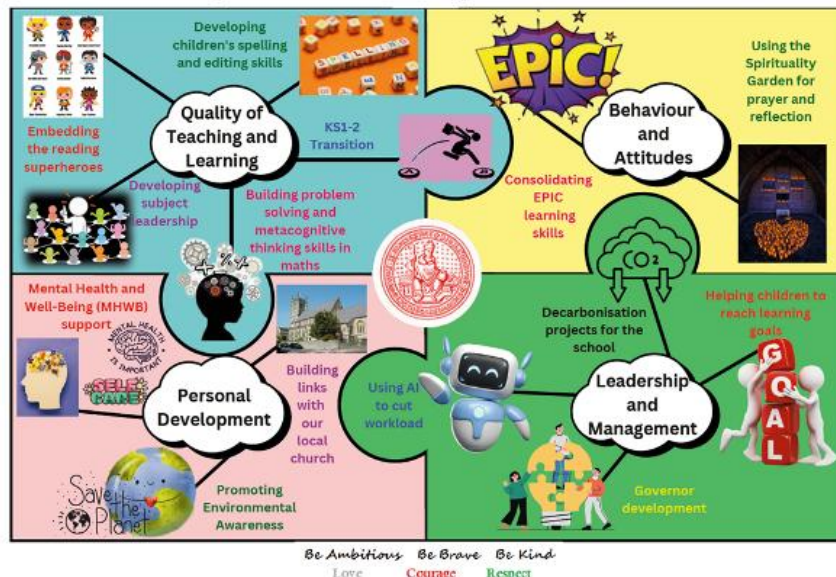 Developing
children's spelling
and editing skills
SPELLING
Quality of
Teaching and
Learning
Embedding
the reading
superheroes
KS1-2
Transition
A
B
Developing
subject
leadership
Building problem
solving and
metacognitive
thinking skills in
maths
EPiC!
Behaviour
and
Attitudes
Using the
Spirituality
Garden for
prayer and
reflection
Consolidating
EPIC
learning
skills
Mental Health and
Well-Being (MHWB)
support
MENTAL HEALTH
IS IMPORTANT
SELF
CARE
Personal
Development
Building
links
with
our
local
church
Save the
Planet
Promoting
Environmental
Awareness
CO2
Decarbonisation
projects for the
school
Helping children to
reach learning
goals
GOAL
Using AI
to cut
workload
Leadership
and
Management
Governor
development
Be Ambitious Be Brave Be Kind
Love Courage Respect